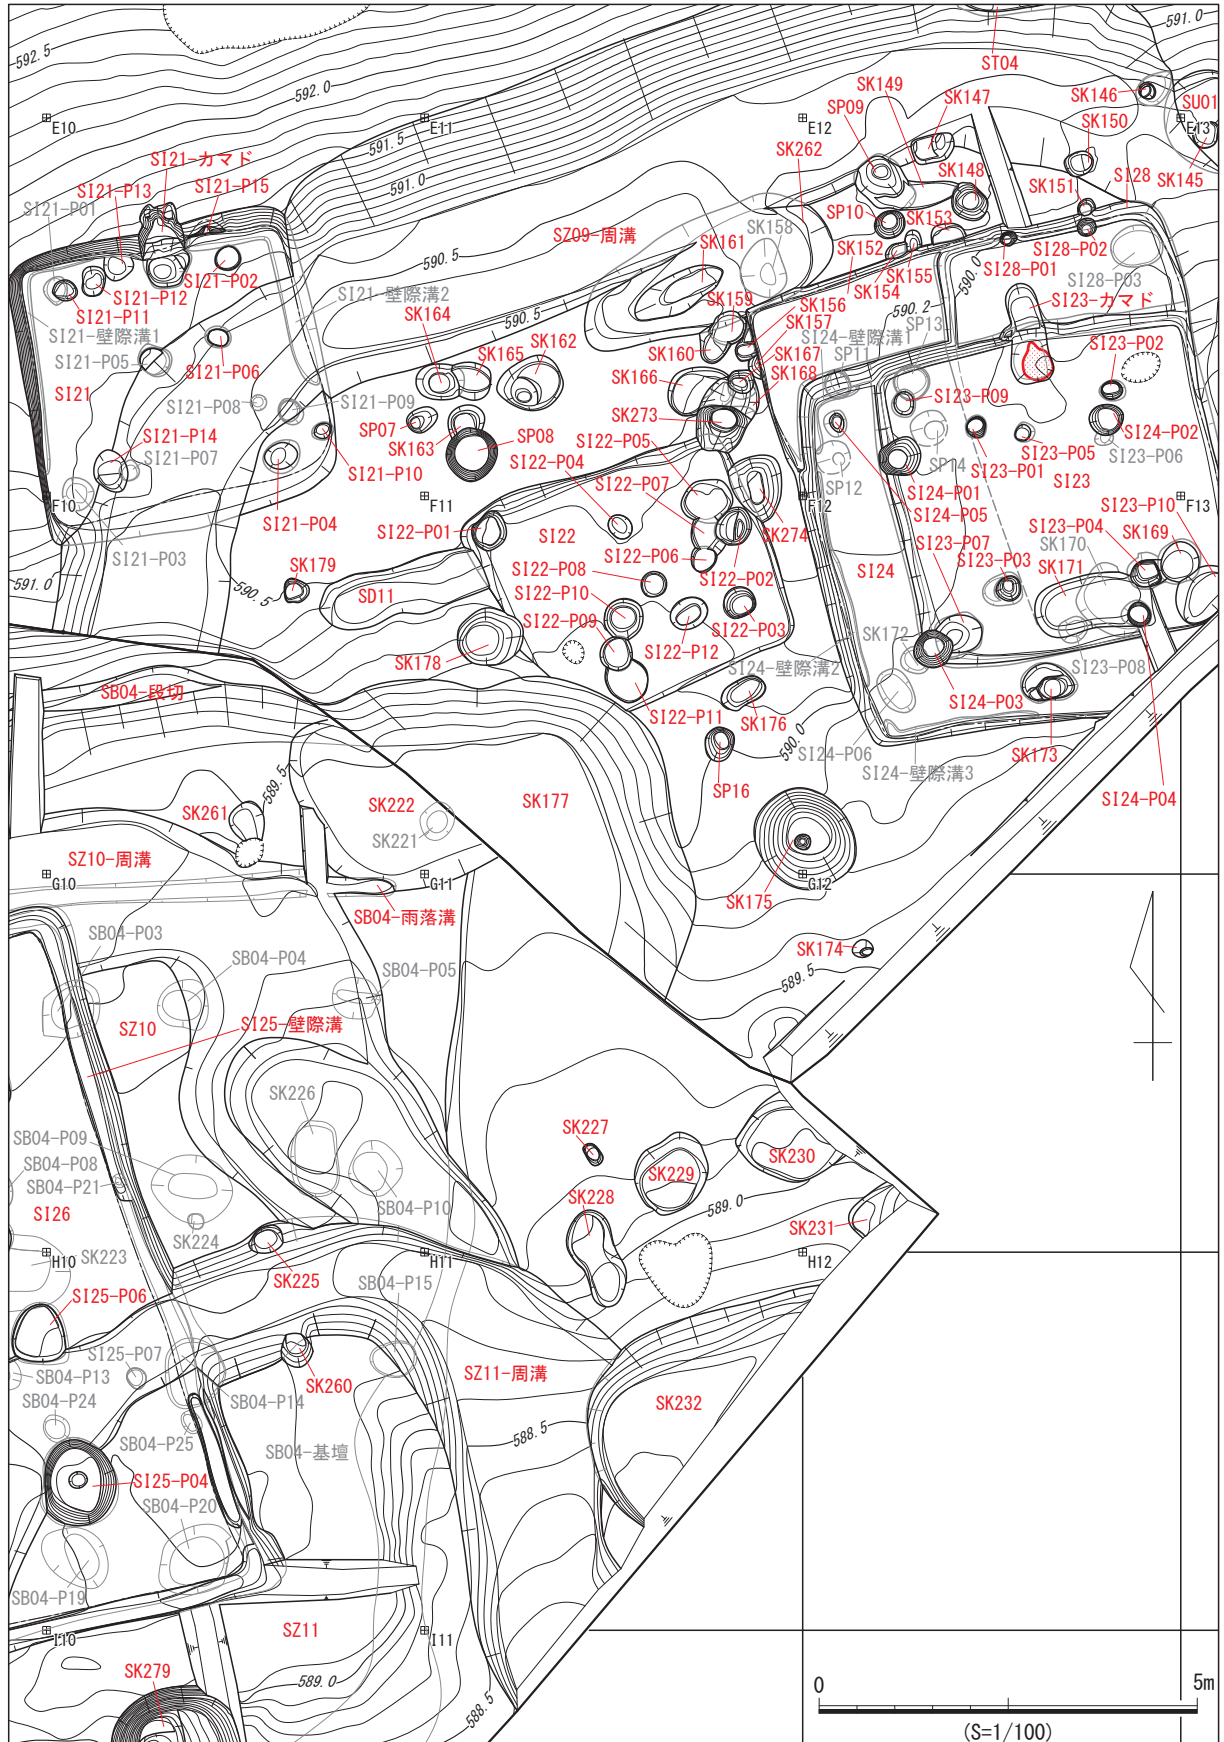 592.5
592.0
591.5
591.0
591.0
ST04
SK149
SK147
SK146
SU01
SP09
SK150
E10
E11
E12
E13
SK262
SI21-カマド
SI21-P13
SI21-P15
SI21-P01
SK148
SK151
SI28
SK145
SP10
SK153
SZ09-周溝
SK161
SK158
SK152
SK155
SK154
SI28-P02
SI28-P01
SI28-P03
590.5
590.0
SI21-P02
SI21-P12
SI21-P11
SI21-壁際溝2
SK159
SK156
SK157
590.2
SI23-カマド
SI21-壁際溝1
590.5
SP13
SI24-壁際溝1
SK164
SK160
SK167
SP11
SI23-P02
SI21-P05
SI21-P06
SK165
SK162
SK166
SK168
SI21
SI21-P08
SI21-P09
SK273
SI23-P09
SI24-P02
SI21-P14
SP07
SP08
SI22-P05
SK163
SI23-P05
SI23-P06
SI21-P07
SI21-P10
SI22-P04
SP14
SI23-P01
SI23
SI22-P07
SP12
SI24-P01
F10
F11
F12
F13
SI21-P04
SI23-P10
SI22-P01
SI22
SK274
SI24-P05
SI23-P04
SI21-P03
SI23-P07
SK169
SI22-P06
SK170
SI23-P03
591.0
590.5
SK179
SI22-P08
SI22-P02
SI24
SK171
SD11
SI22-P10
SI22-P09
SI22-P03
SK172
SK178
SI22-P12
SI24-壁際溝2
SI23-P08
SB04-段切
SI24-P03
SI22-P11
SK176
SI24-P06
SK173
590.0
SI24-壁際溝3
SP16
SI24-P04
589.5
SK261
SK222
SK177
SK221
SZ10-周溝
G10
G11
G12
SK175
SB04-雨落溝
SB04-P03
SB04-P04
SK174
SB04-P05
589.5
SZ10
SI25-壁際溝
SK226
SK227
SB04-P09
SB04-P08
SK230
SB04-P21
SK229
SI26
SB04-P10
SK228
589.0
SK231
SK224
H10
SK223
H11
H12
SK225
SB04-P15
SI25-P06
SI25-P07
SZ11-周溝
SB04-P13
SK260
SB04-P24
SB04-P14
SK232
588.5
SB04-P25
SB04-基壇
SI25-P04
SB04-P20
SB04-P19
I10
SZ11
I11
SK279
589.0
588.5
0
5m
(S=1/100)